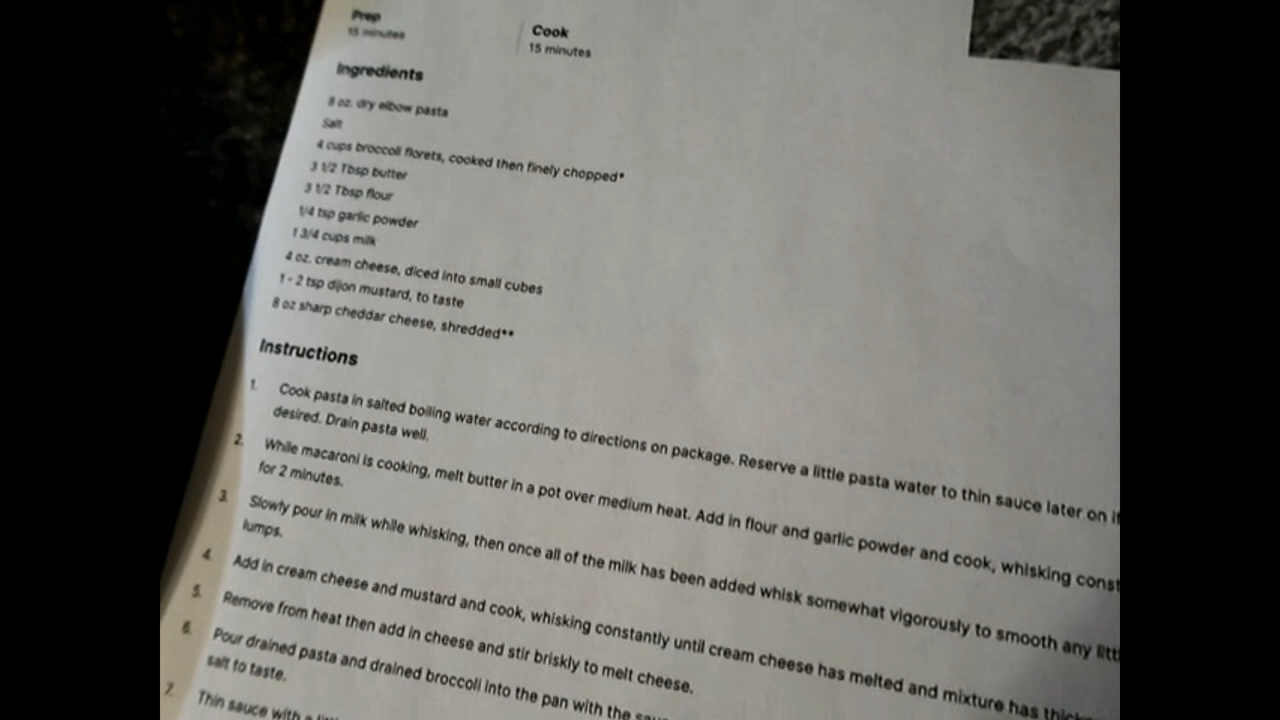 Prep
15 minutes
Cook
15 minutes
Ingredients
8 oz. dry elbow pasta
Salt
4 cups broccoli florets, cooked then finely chopped*
3 1/2 Tbsp butter
3 1/2 Tbsp flour
1/4 tsp garlic powder
1 3/4 cups milk
4 oz. cream cheese, diced into small cubes
1 - 2 tsp dijon mustard, to taste
8 oz sharp cheddar cheese, shredded**
Instructions
1. Cook pasta in salted boiling water according to directions on package. Reserve a little pasta water to thin sauce later on if
desired. Drain pasta well.
2. While macaroni is cooking, melt butter in a pot over medium heat. Add in flour and garlic powder and cook, whisking const
for 2 minutes.
3. Slowly pour in milk while whisking, then once all of the milk has been added whisk somewhat vigorously to smooth any litt
lumps.
4. Add in cream cheese and mustard and cook, whisking constantly until cream cheese has melted and mixture has thick
5. Remove from heat then add in cheese and stir briskly to melt cheese.
6. Pour drained pasta and drained broccoli into the pan with the
salt to taste.
7. Thin sauce with a